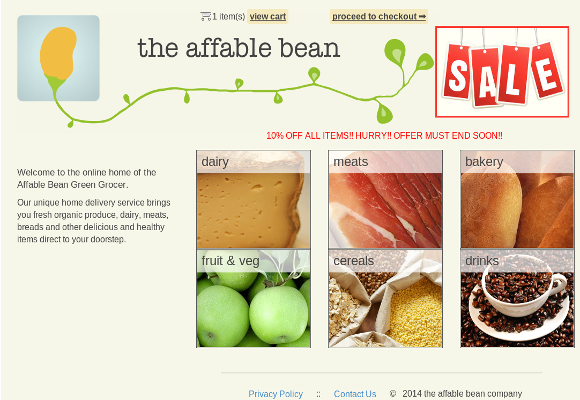 1 item(s) view cart proceed to checkout ➟
the affable bean
SALE
10% OFF ALL ITEMS!! HURRY!! OFFER MUST END SOON!!
Welcome to the online home of the
Affable Bean Green Grocer.
Our unique home delivery service brings
you fresh organic produce, dairy, meats,
breads and other delicious and healthy
items direct to your doorstep.
dairy meats bakery
fruit & veg cereals drinks
Privacy Policy :: Contact Us © 2014 the affable bean company